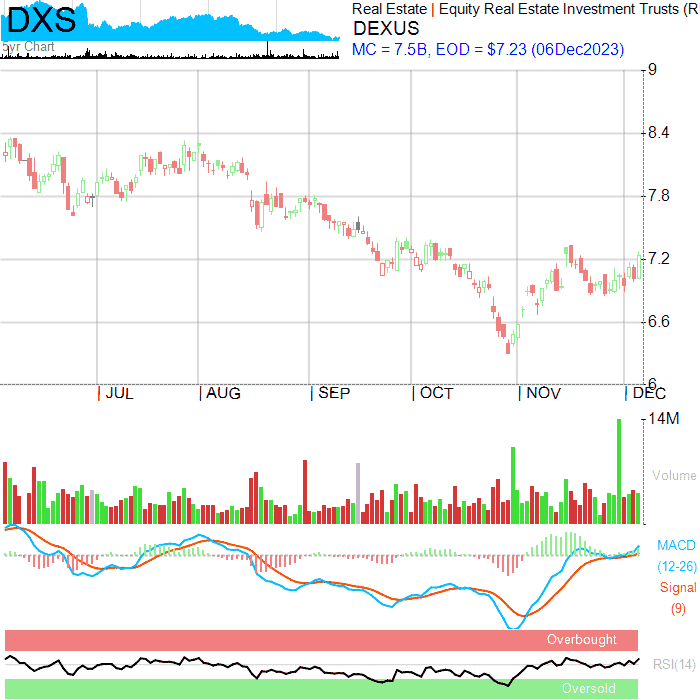 DXS
5yr Chart
Real Estate | Equity Real Estate Investment Trusts (R
DEXUS
MC = 7.5B, EOD = $7.23 (06Dec2023)
9
8.4
7.8
7.2
6.6
6
JUL
AUG
SEP
OCT
NOV
DEC
14M
Volume
MACD
(12-26)
Signal
(9)
Overbought
RSI(14)
Oversold